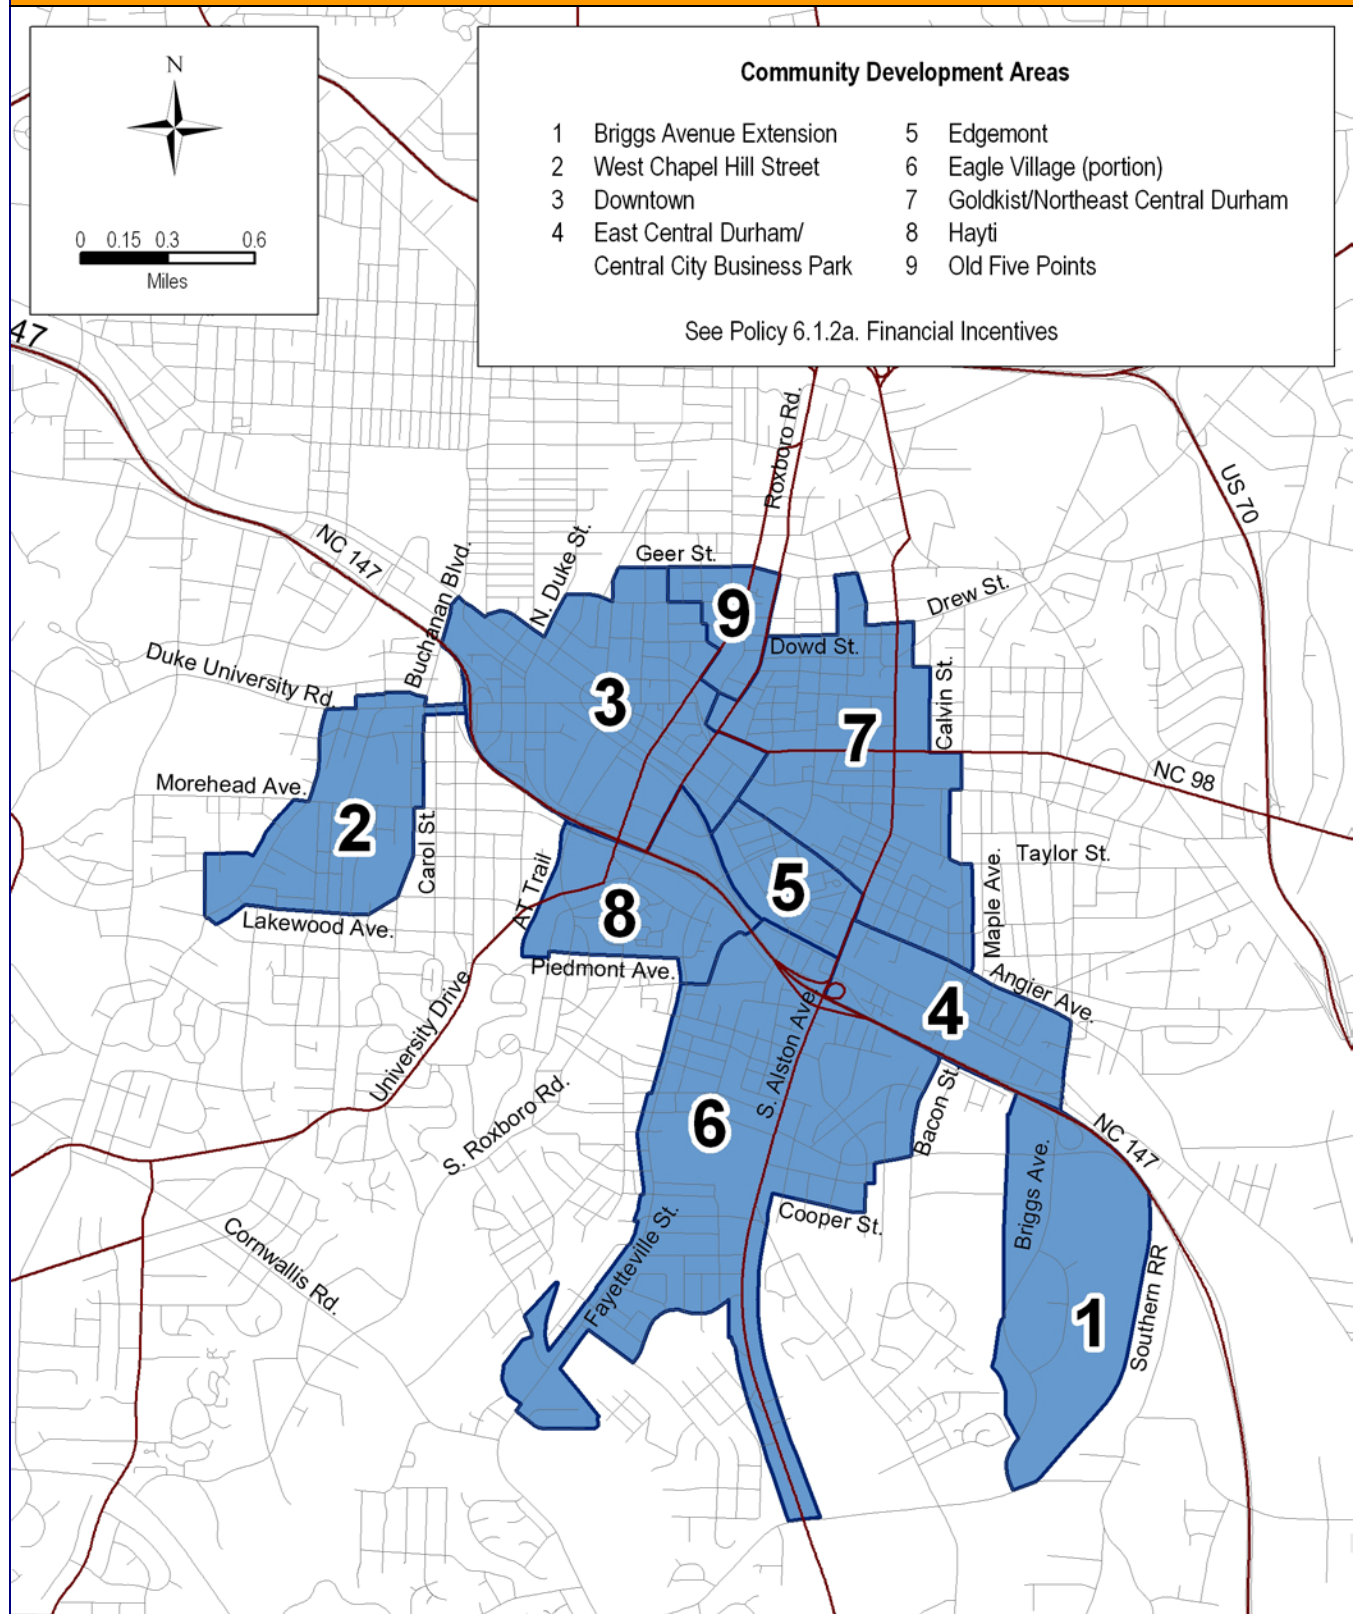 N
0 0.15 0.3 0.6
Miles
Community Development Areas
1 Briggs Avenue Extension
2 West Chapel Hill Street
3 Downtown
4 East Central Durham/
Central City Business Park
5 Edgemont
6 Eagle Village (portion)
7 Goldkist/Northeast Central Durham
8 Hayti
9 Old Five Points
See Policy 6.1.2a. Financial Incentives
47
Roxboro Rd.
US 70
NC 147
Buchanan Blvd.
N. Duke St.
Geer St.
9
Drew St.
Dowd St.
Duke University Rd.
Calvin St.
3
7
NC 98
Morehead Ave.
2
Carol St.
Taylor St.
Maple Ave.
AT Trail
5
8
Lakewood Ave.
Piedmont Ave.
Angier Ave.
4
University Drive
S. Alston Ave.
S. Roxboro Rd.
6
Bacon St.
NC 147
Briggs Ave.
Cooper St.
Fayetteville St.
Cornwallis Rd.
Southern RR
1